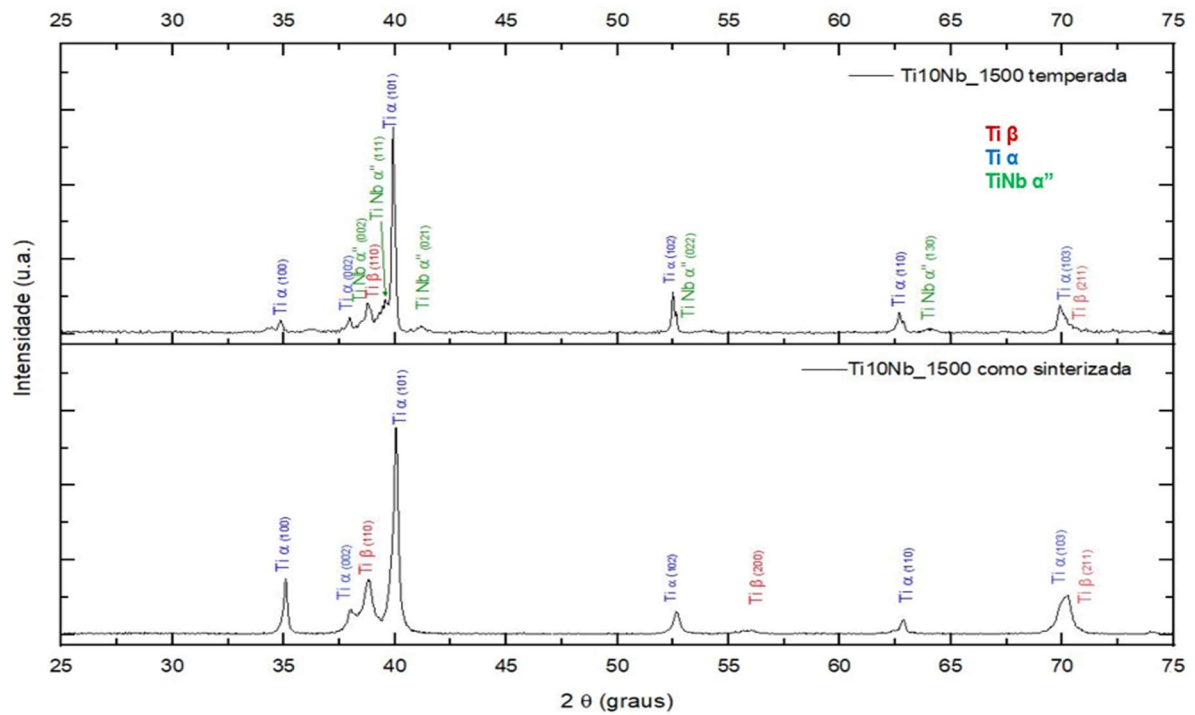 25 30 35 40 45 50 55 60 65 70 75
Ti10Nb_1500 temperada
Ti β
Ti α
TiNb α”
Ti α (100)
Ti α (002)
Ti Nb α" (002)
Ti β (110)
Ti Nb α" (111)
Ti α (101)
Ti Nb α" (021)
Ti α (102)
Ti Nb α" (022)
Ti α (110)
Ti Nb α" (130)
Ti α (103)
Ti β (211)
Intensidade (u.a.)
Ti10Nb_1500 como sinterizada
Ti α (100)
Ti α (002)
Ti β (110)
Ti α (101)
Ti α (102)
Ti β (200)
Ti α (110)
Ti α (103)
Ti β (211)
25 30 35 40 45 50 55 60 65 70 75
2 θ (graus)